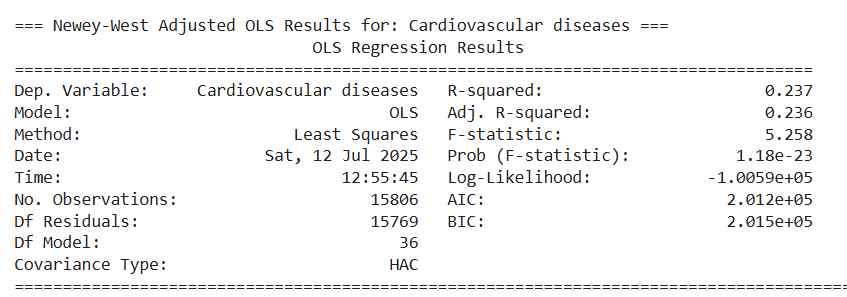 === Newey-West Adjusted OLS Results for: Cardiovascular diseases ===
                            OLS Regression Results
==============================================================================
Dep. Variable:     Cardiovascular diseases   R-squared:                       0.237
Model:                                 OLS   Adj. R-squared:                  0.236
Method:                      Least Squares   F-statistic:                     5.258
Date:                     Sat, 12 Jul 2025   Prob (F-statistic):           1.18e-23
Time:                             12:55:45   Log-Likelihood:            -1.0059e+05
No. Observations:                    15806   AIC:                         2.012e+05
Df Residuals:                        15769   BIC:                         2.015e+05
Df Model:                               36
Covariance Type:                       HAC
==============================================================================